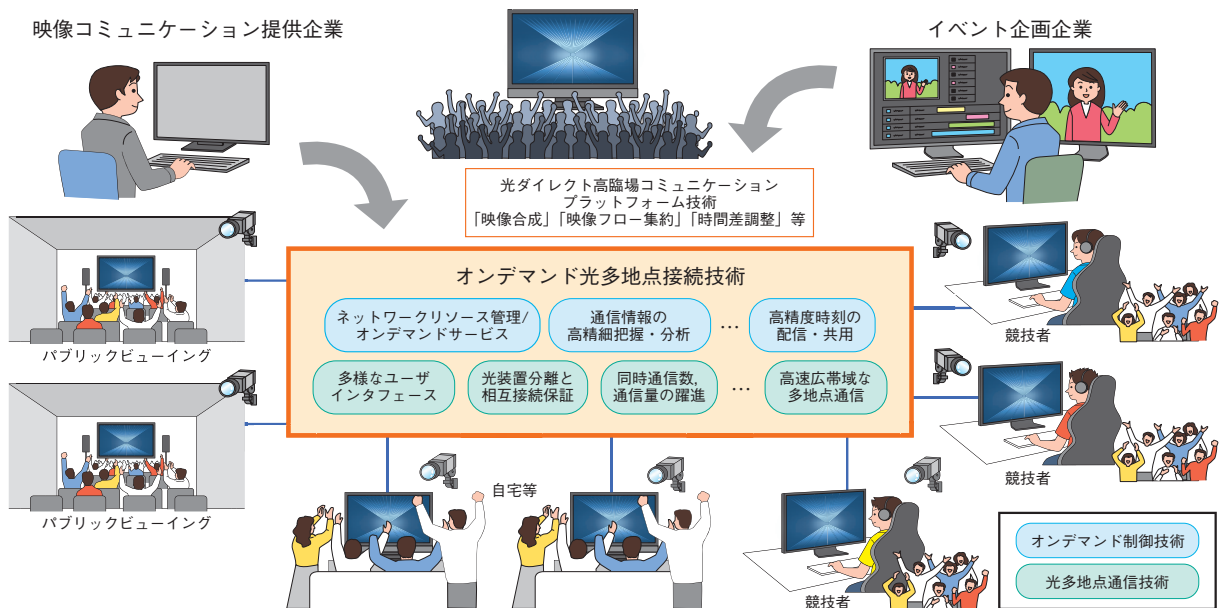 映像コミュニケーション提供企業
イベント企画企業
光ダイレクト高臨場コミュニケーション
プラットフォーム技術
「映像合成」「映像フロー集約」「時間差調整」等
オンデマンド光多地点接続技術
ネットワークリソース管理/
オンデマンドサービス
通信情報の
高精細把握・分析
…
高精度時刻の
配信・共用
多様なユーザ
インタフェース
光装置分離と
相互接続保証
同時通信数,
通信量の躍進
…
高速広帯域な
多地点通信
パブリックビューイング
パブリックビューイング
競技者
競技者
自宅等
競技者
オンデマンド制御技術
光多地点通信技術